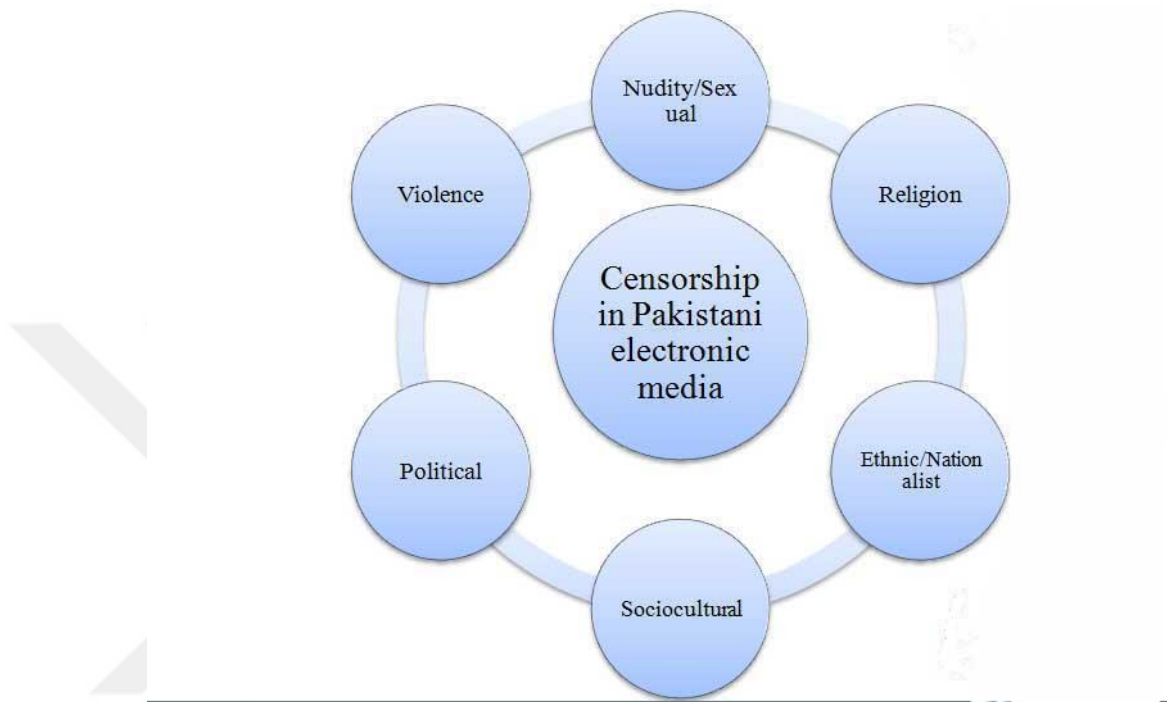 Nudity/Sex
ual
Religion
Ethnic/Nation
alist
Sociocultural
Political
Violence
Censorship
in Pakistani
electronic
media